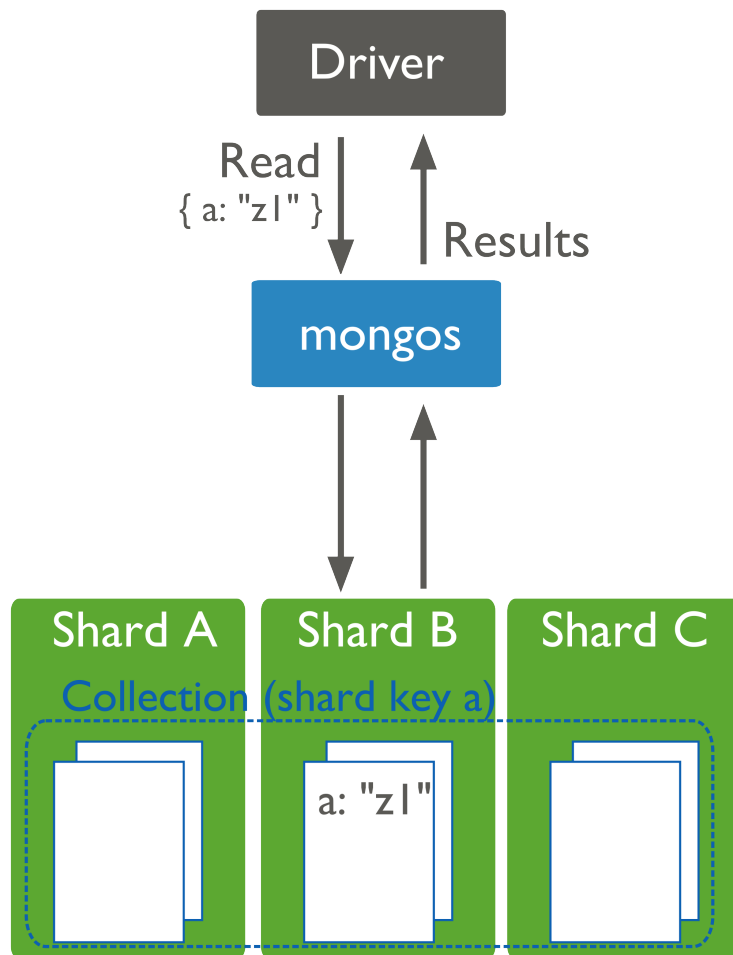 Driver
Read
{ a: "z1" }
Results
mongos
Shard A
Shard B
Shard C
Collection (shard key a)
a: "z1"